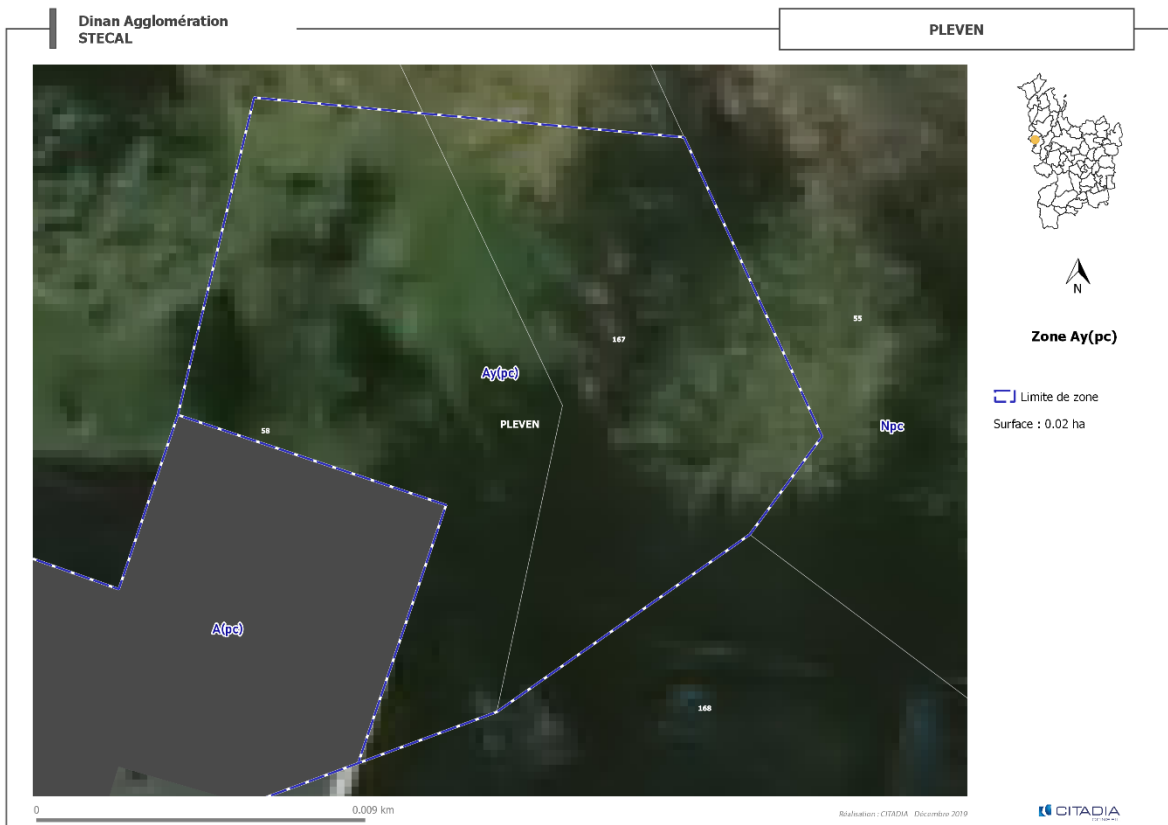 Dinan Agglomération
STECAL
PLEVEN
N
Zone Ay(pc)
Limite de zone
Surface : 0.02 ha
55
167
Ay(pc)
PLEVEN
Npc
58
A(pc)
168
0
0.009 km
Réalisation : CITADIA Décembre 2019
CITADIA